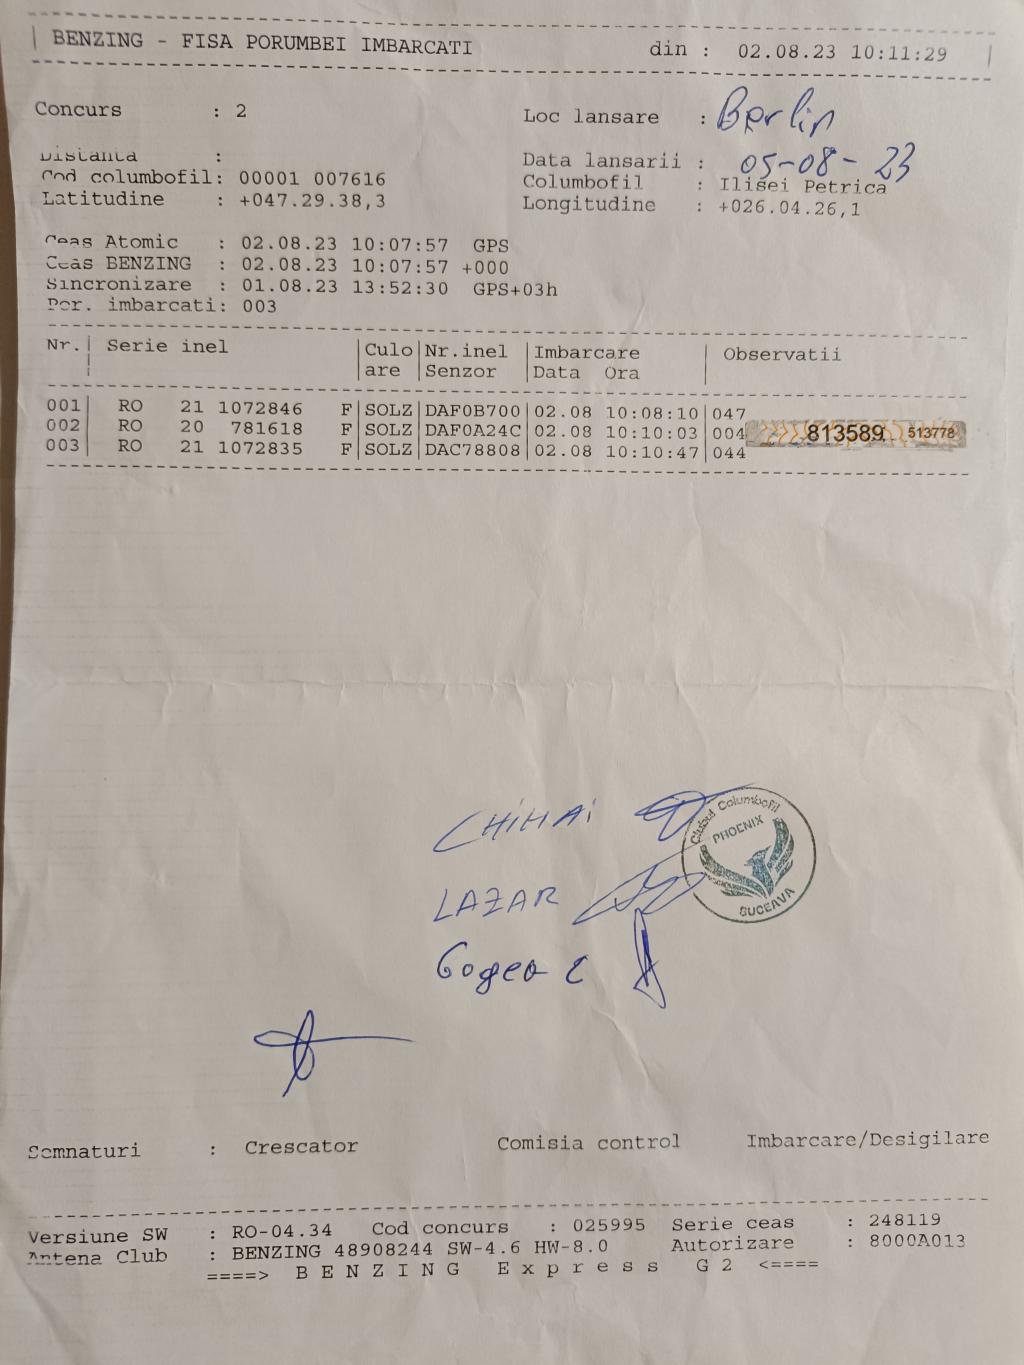 BENZING - FISA PORUMBEI IMBARCATI din : 02.08.23 10:11:29
Concurs : 2 Loc lansare : Berlin
Distanta : Data lansarii : 05-08-23
Cod columbofil: 00001 007616 Columbofil : Ilisei Petrica
Latitudine : +047.29.38,3 Longitudine : +026.04.26,1
Ceas Atomic : 02.08.23 10:07:57 GPS
Ceas BENZING : 02.08.23 10:07:57 +000
Sincronizare : 01.08.23 13:52:30 GPS+03h
Por. imbarcati: 003
Nr. Serie inel Culo Nr.inel Imbarcare Observatii
are Senzor Data Ora
001 RO 21 1072846 F SOLZ DAF0B700 02.08 10:08:10 047
002 RO 20 781618 F SOLZ DAF0A24C 02.08 10:10:03 004 813589 513778
003 RO 21 1072835 F SOLZ DAC78808 02.08 10:10:47 044
CHIHAI
Clubul Columbofil
PHOENIX
SUCEAVA
LAZAR
Semnaturi : Crescator Comisia control Imbarcare/Desigilare
Versiune SW : RO-04.34 Cod concurs : 025995 Serie ceas : 248119
Antena Club : BENZING 48908244 SW-4.6 HW-8.0 Autorizare : 8000A013
====> B E N Z I N G E x p r e s s G 2 <====